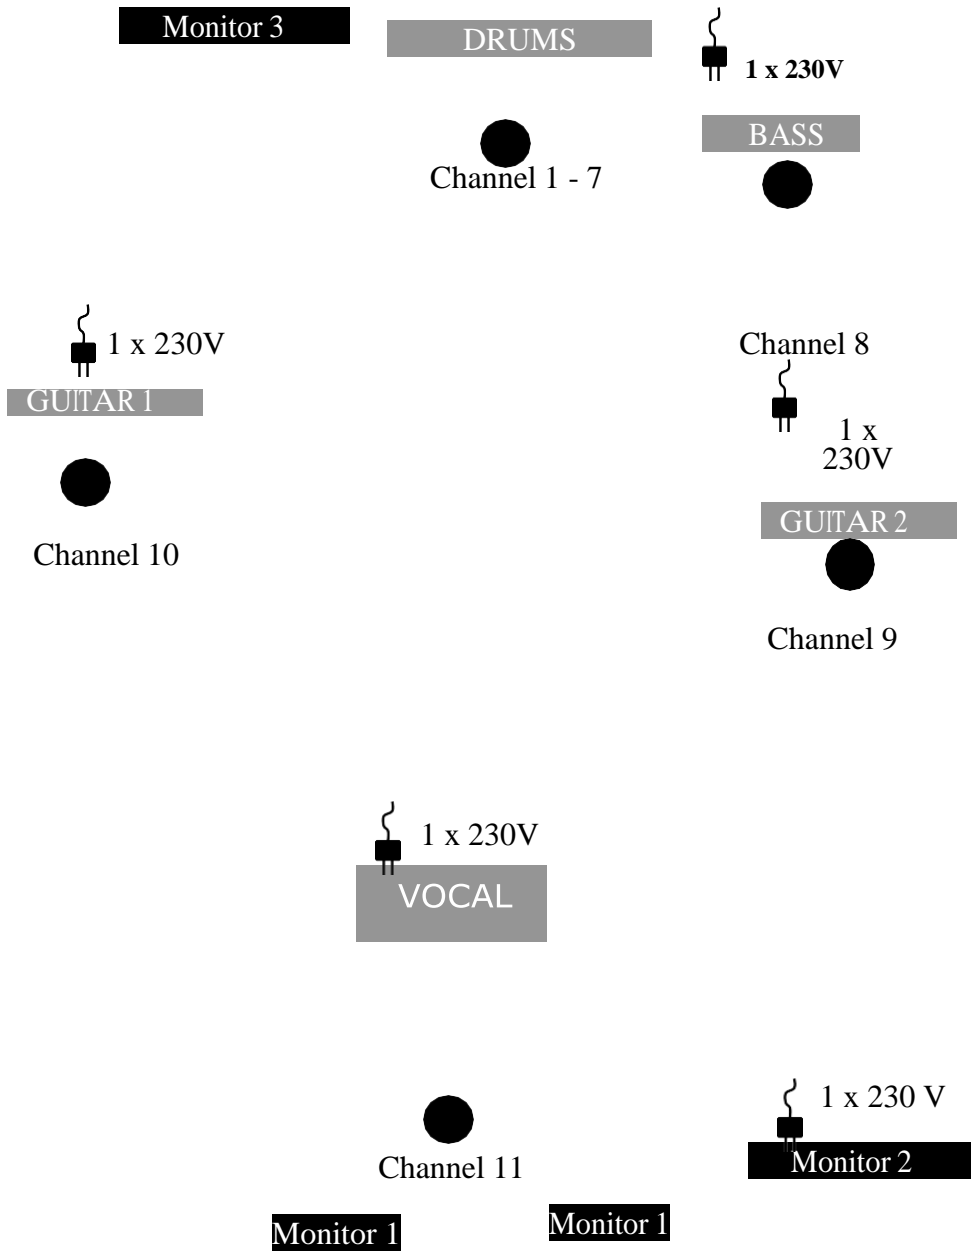 Monitor 3
DRUMS
1 x 230V
BASS
Channel 1 - 7
1 x 230V
Channel 8
GUITAR 1
1 x
230V
GUITAR 2
Channel 10
Channel 9
1 x 230V
VOCAL
1 x 230 V
Channel 11
Monitor 2
Monitor 1
Monitor 1